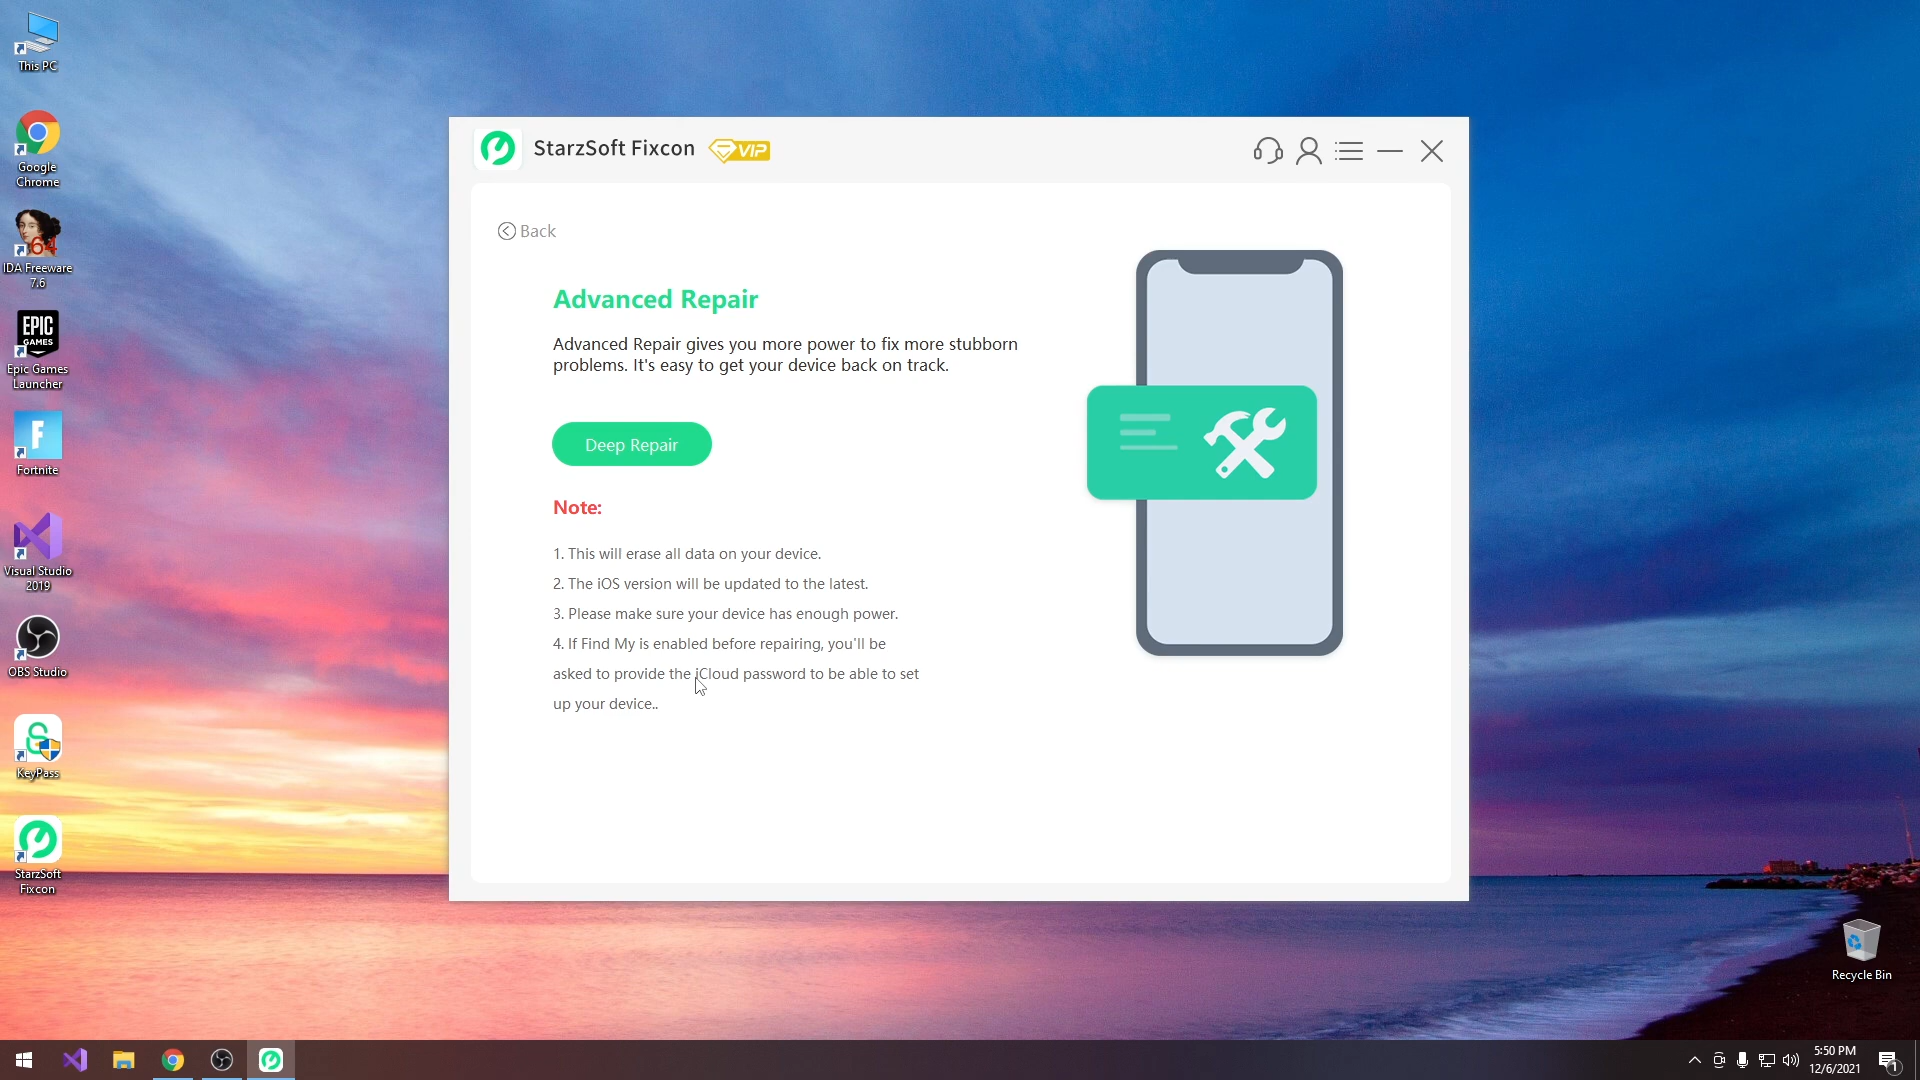 This PC
Google
Chrome
64
IDA Freeware
7.6
EPIC
GAMES
Epic Games
Launcher
F
Fortnite
Visual Studio
2019
OBS Studio
KeyPass
StarzSoft
Fixcon
StarzSoft Fixcon
VIP
Back
Advanced Repair
Advanced Repair gives you more power to fix more stubborn
problems. It's easy to get your device back on track.
Deep Repair
Note:
1. This will erase all data on your device.
2. The iOS version will be updated to the latest.
3. Please make sure your device has enough power.
4. If Find My is enabled before repairing, you'll be
asked to provide the iCloud password to be able to set
up your device..
Recycle Bin
5:50 PM
12/6/2021
1